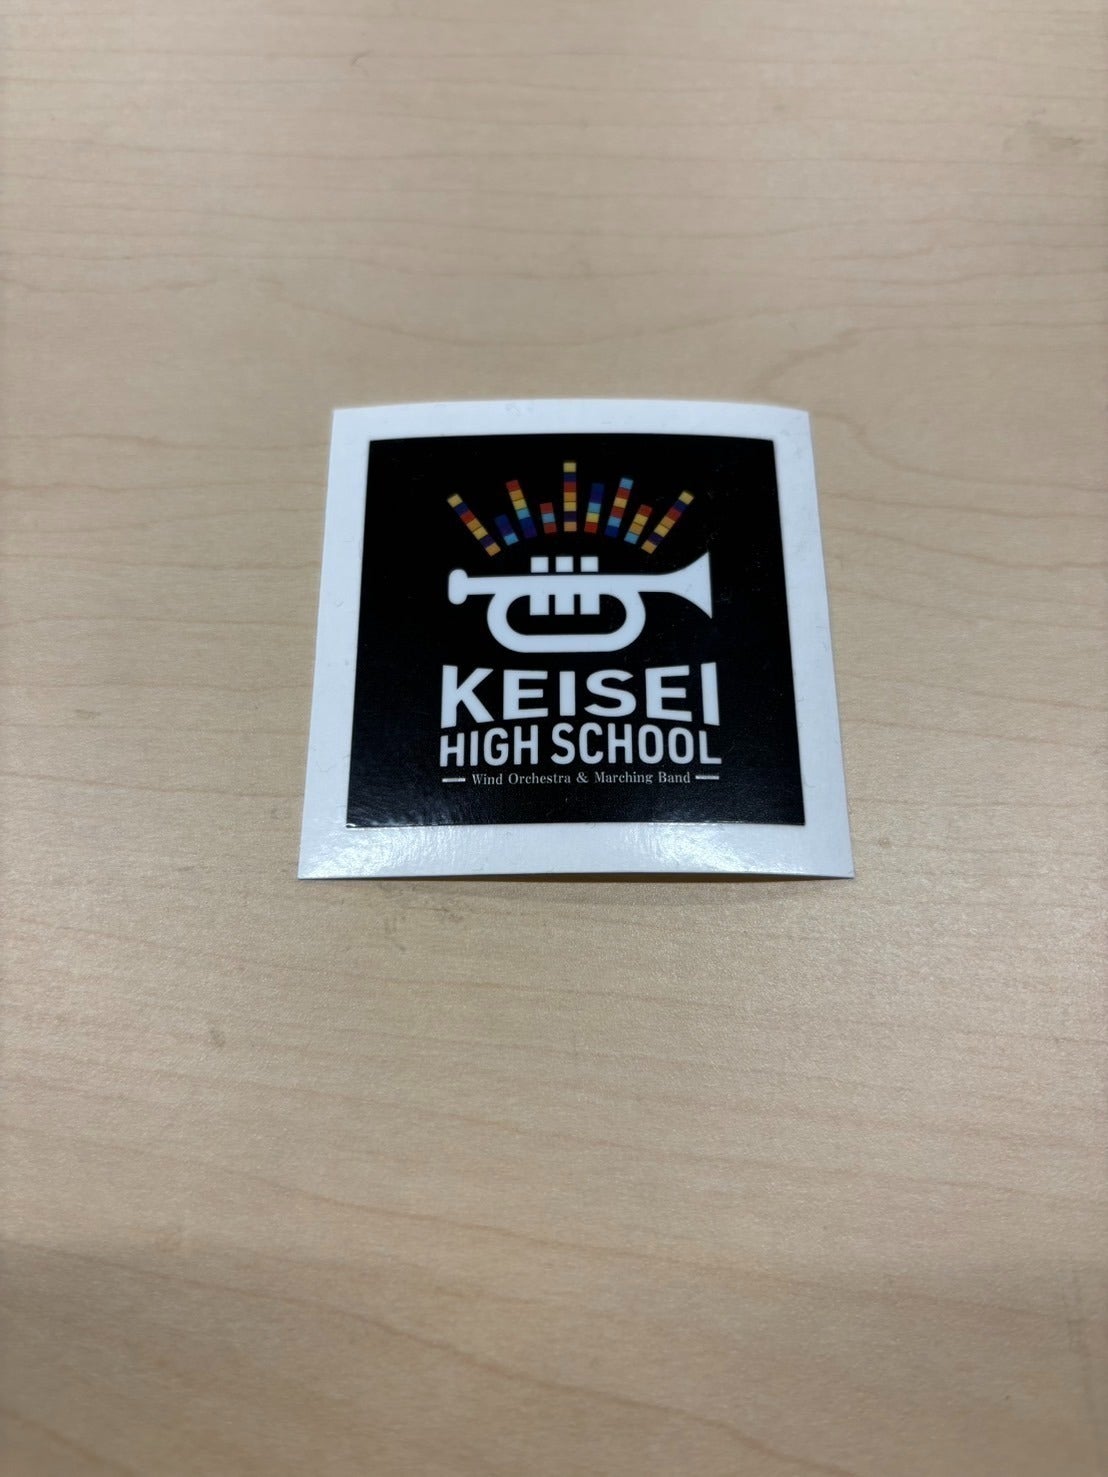 KEISEI
HIGH SCHOOL
Wind Orchestra & Marching Band